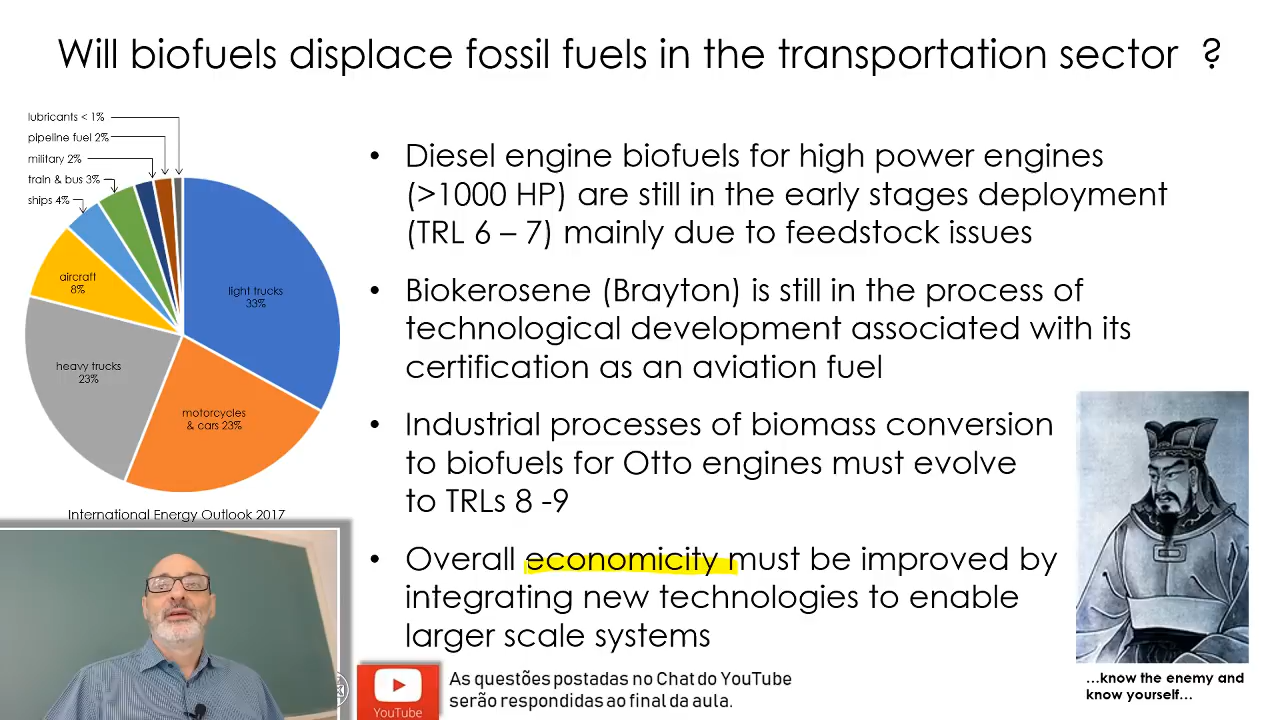 Will biofuels displace fossil fuels in the transportation sector ?
lubricants < 1%
pipeline fuel 2%
military 2%
train & bus 3%
ships 4%
aircraft
8%
light trucks
33%
heavy trucks
23%
motorcycles
& cars 23%
International Energy Outlook 2017
• Diesel engine biofuels for high power engines
(>1000 HP) are still in the early stages deployment
(TRL 6 – 7) mainly due to feedstock issues
• Biokerosene (Brayton) is still in the process of
technological development associated with its
certification as an aviation fuel
• Industrial processes of biomass conversion
to biofuels for Otto engines must evolve
to TRLs 8 -9
• Overall economicity must be improved by
integrating new technologies to enable
larger scale systems
...know the enemy and
know yourself...
YouTube
As questões postadas no Chat do YouTube
serão respondidas ao final da aula.